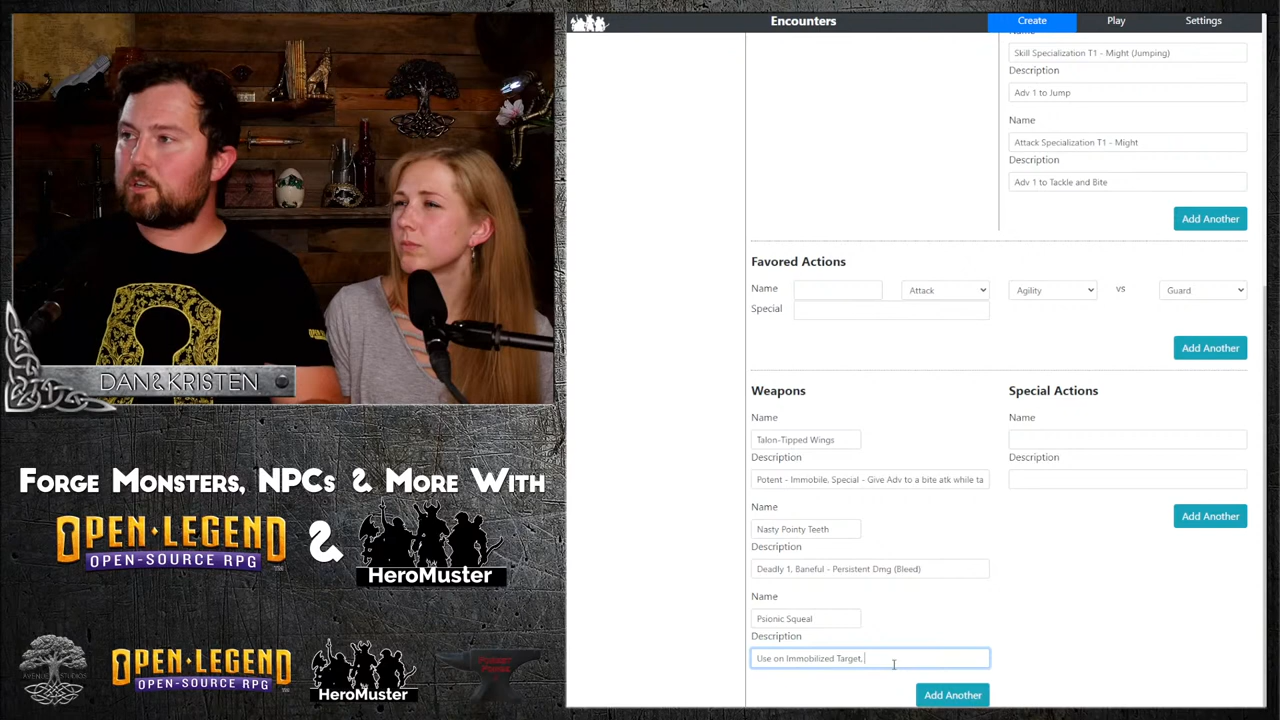 Encounters
Create
Play
Settings
Skill Specialization T1 - Might (Jumping)
Description
Adv 1 to Jump
Name
Attack Specialization T1 - Might
Description
Adv 1 to Tackle and Bite
Add Another
Favored Actions
Name
Attack
Agility
vs
Guard
Special
Add Another
Weapons
Special Actions
Name
Name
Talon-Tipped Wings
Description
Description
Potent - Immobile, Special - Give Adv to a bite atk while ta
Name
Add Another
Nasty Pointy Teeth
Description
Deadly 1, Baneful - Persistent Dmg (Bleed)
Name
Psionic Squeal
Description
Use on Immobilized Target,
Add Another
DAN & KRISTEN
FORGE MONSTERS, NPCS & MORE WITH
OPEN LEGEND
OPEN-SOURCE RPG
&
HeroMuster
OPEN LEGEND
OPEN-SOURCE RPG
HeroMuster